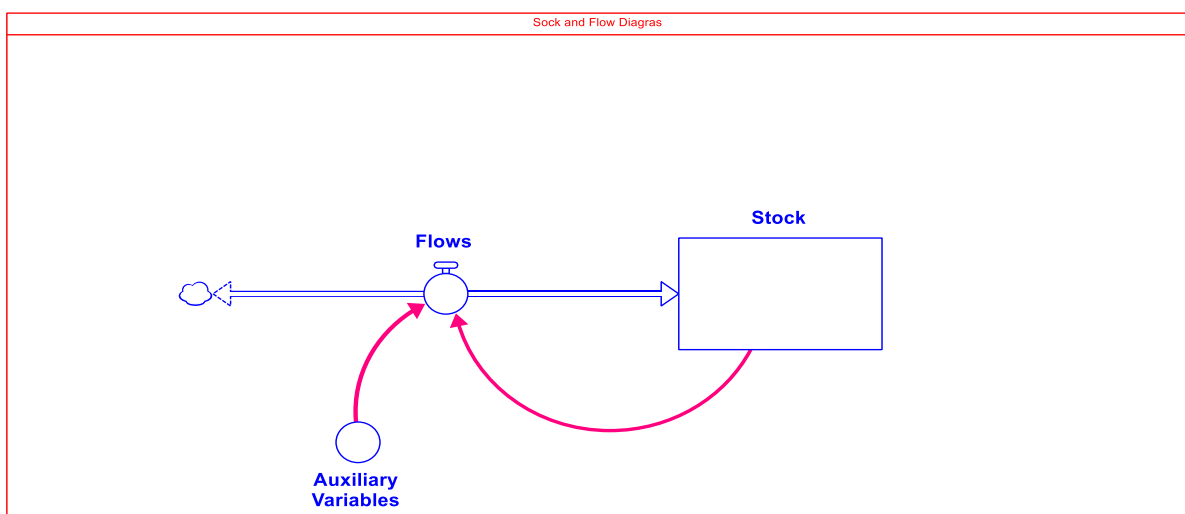 Sock and Flow Diagras
Stock
Flows
Auxiliary
Variables